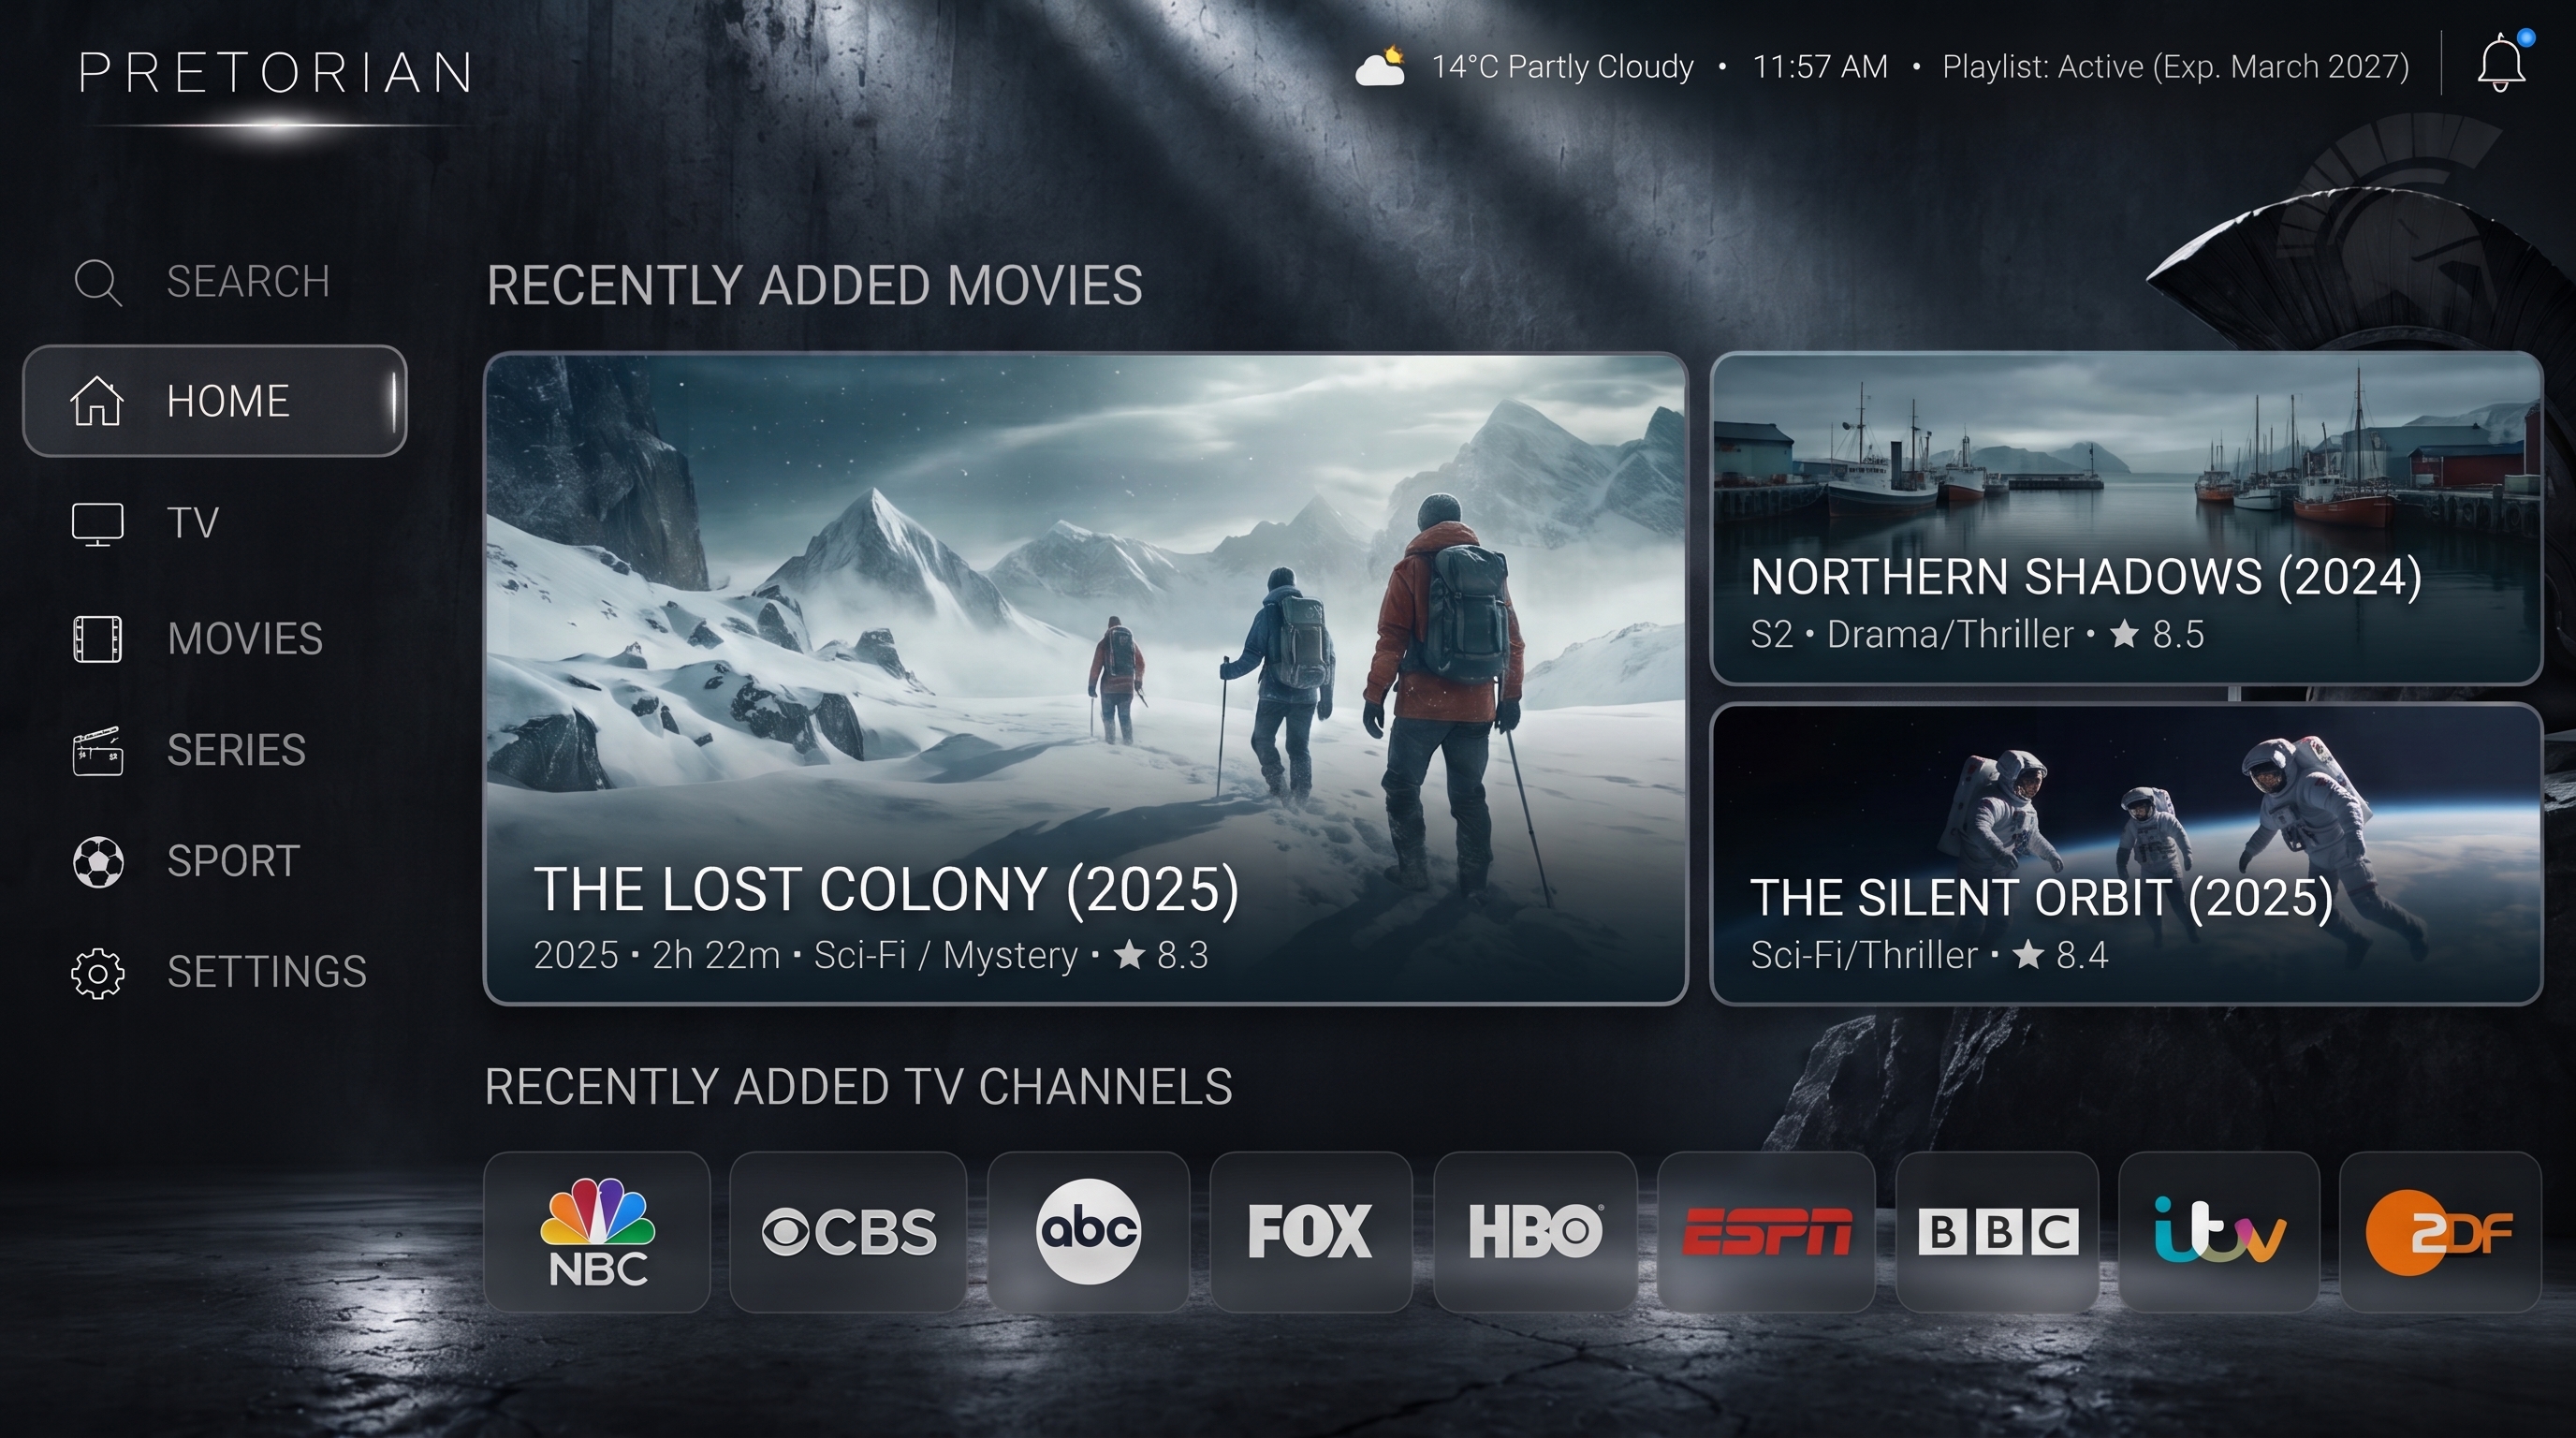 PRETORIAN
14°C Partly Cloudy • 11:57 AM • Playlist: Active (Exp. March 2027)
SEARCH
HOME
TV
MOVIES
SERIES
SPORT
SETTINGS
RECENTLY ADDED MOVIES
THE LOST COLONY (2025)
2025 • 2h 22m • Sci-Fi / Mystery • ★ 8.3
NORTHERN SHADOWS (2024)
S2 • Drama/Thriller • ★ 8.5
THE SILENT ORBIT (2025)
Sci-Fi/Thriller • ★ 8.4
RECENTLY ADDED TV CHANNELS
NBC
CBS
abc
FOX
HBO
ESPN
BBC
itv
2DF